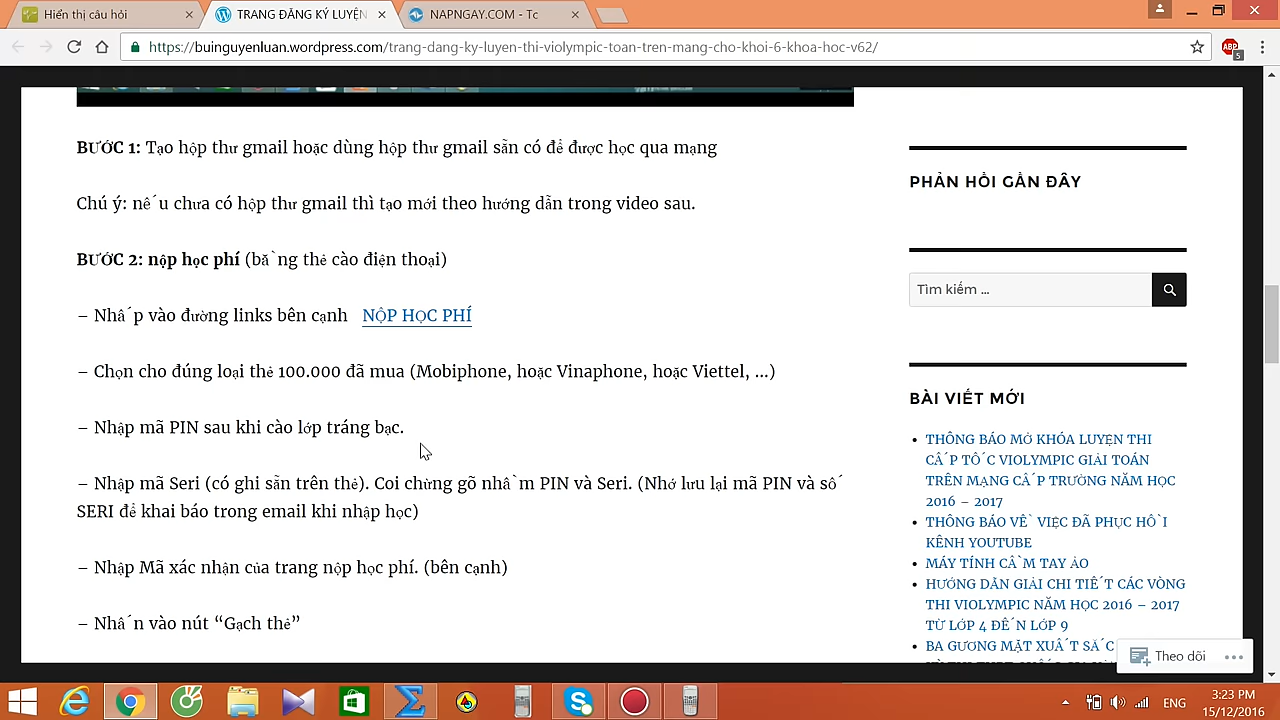 Hiển thị câu hỏi
TRANG ĐĂNG KÝ LUYỆN
NAPNGAY.COM - Tc
https://buinguyenluan.wordpress.com/trang-dang-ky-luyen-thi-violympic-toan-tren-mang-cho-khoi-6-khoa-hoc-v62/
ABP
5
BƯỚC 1: Tạo hộp thư gmail hoặc dùng hộp thư gmail sẵn có để được học qua mạng
Chú ý: nếu chưa có hộp thư gmail thì tạo mới theo hướng dẫn trong video sau.
BƯỚC 2: nộp học phí (bằng thẻ cào điện thoại)
– Nhấp vào đường links bên cạnh NỘP HỌC PHÍ
– Chọn cho đúng loại thẻ 100.000 đã mua (Mobiphone, hoặc Vinaphone, hoặc Viettel, …)
– Nhập mã PIN sau khi cào lớp tráng bạc.
– Nhập mã Seri (có ghi sẵn trên thẻ). Coi chừng gõ nhầm PIN và Seri. (Nhớ lưu lại mã PIN và số
SERI để khai báo trong email khi nhập học)
– Nhập Mã xác nhận của trang nộp học phí. (bên cạnh)
– Nhấn vào nút “Gạch thẻ”
PHẢN HỒI GẦN ĐÂY
Tìm kiếm …
BÀI VIẾT MỚI
THÔNG BÁO MỞ KHÓA LUYỆN THI
CẤP TỐC VIOLYMPIC GIẢI TOÁN
TRÊN MẠNG CẤP TRƯỜNG NĂM HỌC
2016 – 2017
THÔNG BÁO VỀ VIỆC ĐÃ PHỤC HỒI
KÊNH YOUTUBE
MÁY TÍNH CẦM TAY ẢO
HƯỚNG DẪN GIẢI CHI TIẾT CÁC VÒNG
THI VIOLYMPIC NĂM HỌC 2016 – 2017
TỪ LỚP 4 ĐẾN LỚP 9
BA GƯƠNG MẶT XUẤT SẮC
Theo dõi
ENG
3:23 PM
15/12/2016